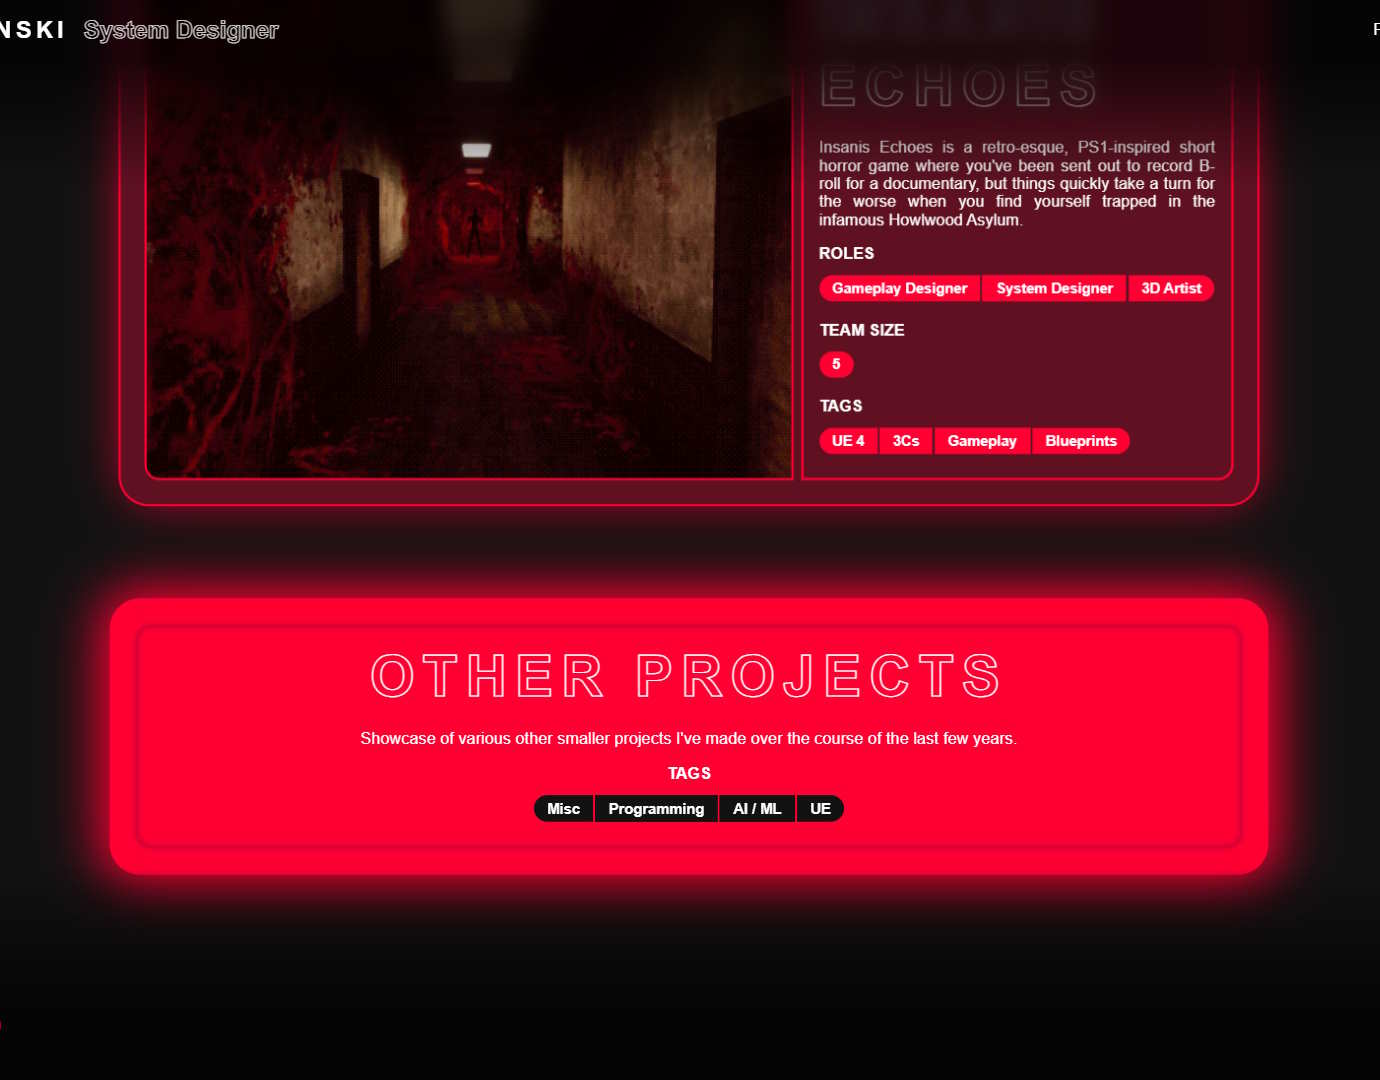 NSKI System Designer
ECHOES
Insanis Echoes is a retro-esque, PS1-inspired short
horror game where you've been sent out to record B-
roll for a documentary, but things quickly take a turn for
the worse when you find yourself trapped in the
infamous Howlwood Asylum.
ROLES
Gameplay Designer System Designer 3D Artist
TEAM SIZE
5
TAGS
UE 4 3Cs Gameplay Blueprints
OTHER PROJECTS
Showcase of various other smaller projects I've made over the course of the last few years.
TAGS
Misc Programming AI / ML UE